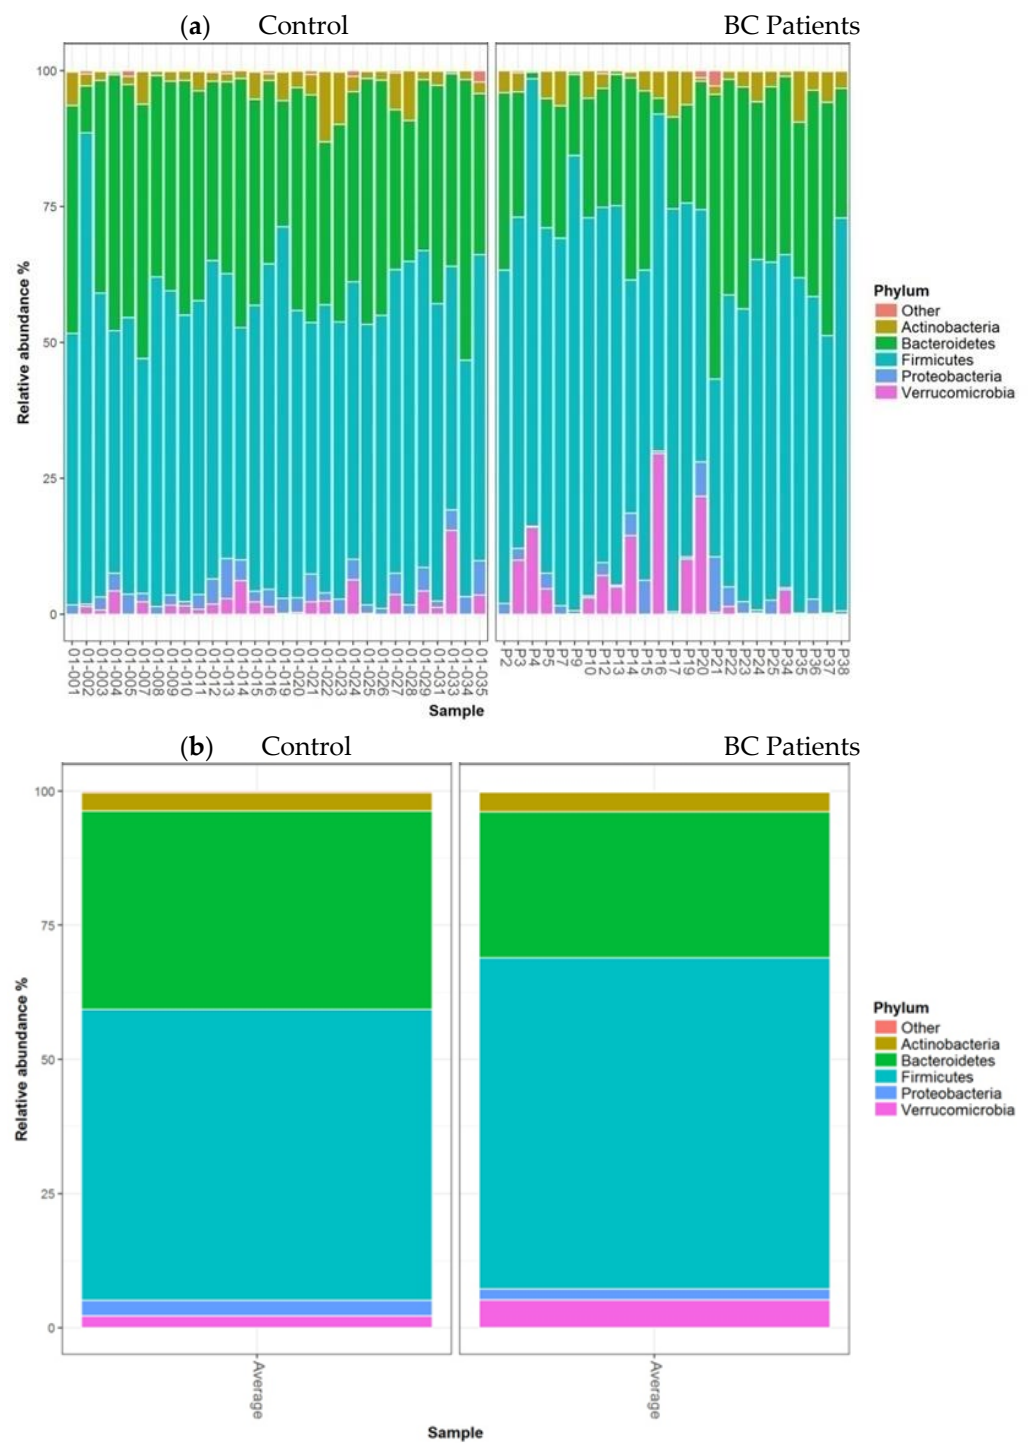 (a) Control BC Patients
Relative abundance %
100
75
50
25
0
01-001
01-002
01-003
01-004
01-005
01-007
01-008
01-009
01-010
01-011
01-012
01-013
01-014
01-015
01-016
01-019
01-020
01-021
01-022
01-023
01-024
01-025
01-026
01-027
01-028
01-029
01-031
01-033
01-034
01-035
P2
P3
P4
P5
P7
P9
P10
P12
P13
P14
P15
P16
P17
P19
P20
P21
P22
P23
P24
P25
P34
P35
P36
P37
P38
Sample
Phylum
Other
Actinobacteria
Bacteroidetes
Firmicutes
Proteobacteria
Verrucomicrobia
(b) Control BC Patients
Relative abundance %
100
75
50
25
0
Average
Average
Sample
Phylum
Other
Actinobacteria
Bacteroidetes
Firmicutes
Proteobacteria
Verrucomicrobia